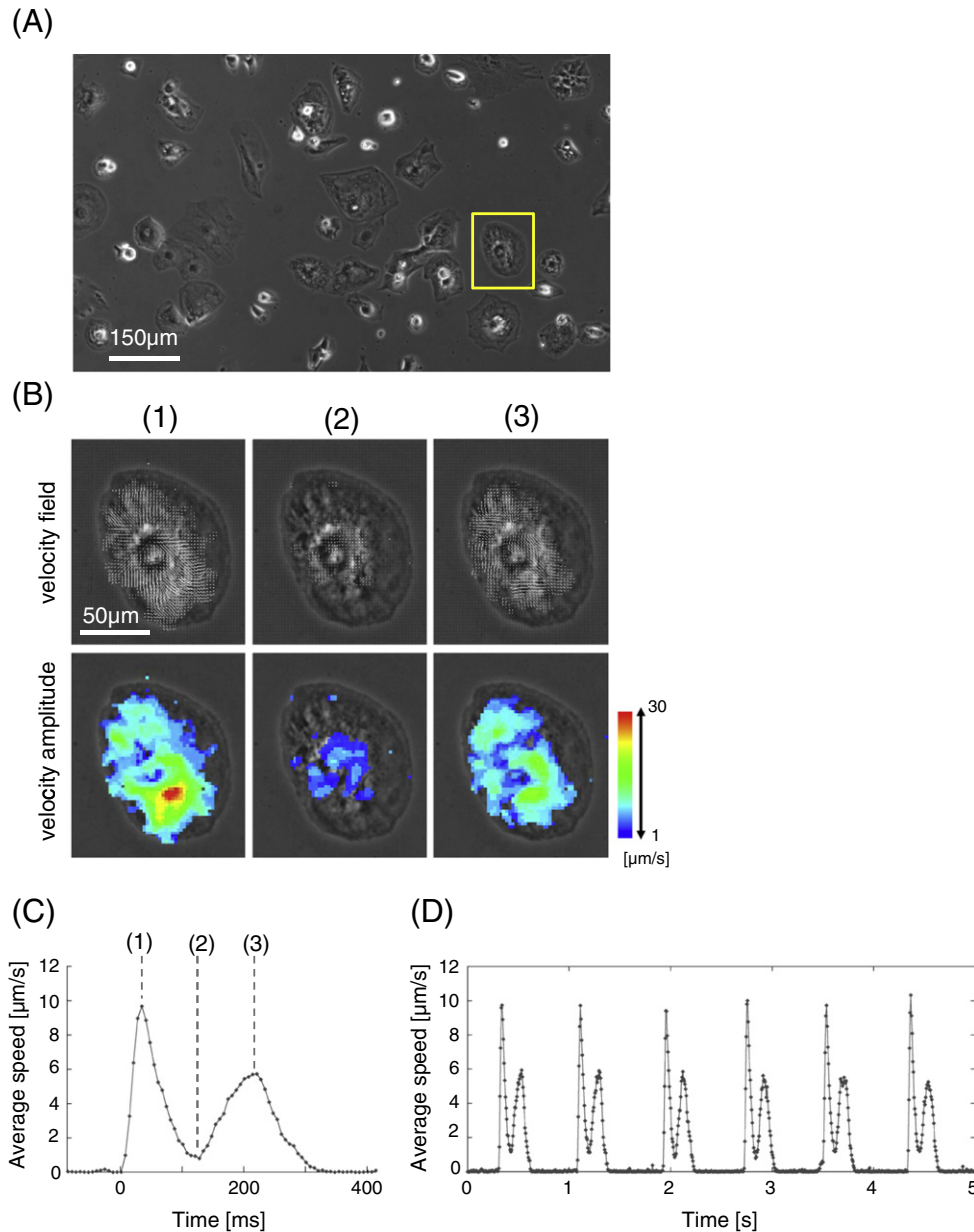 (A)
150µm
(B)
(1) (2) (3)
velocity field
50µm
velocity amplitude
30
1
[µm/s]
(C)
(1) (2) (3)
Average speed [µm/s]
12
10
8
6
4
2
0
0 200 400
Time [ms]
(D)
Average speed [µm/s]
12
10
8
6
4
2
0
0 1 2 3 4 5
Time [s]